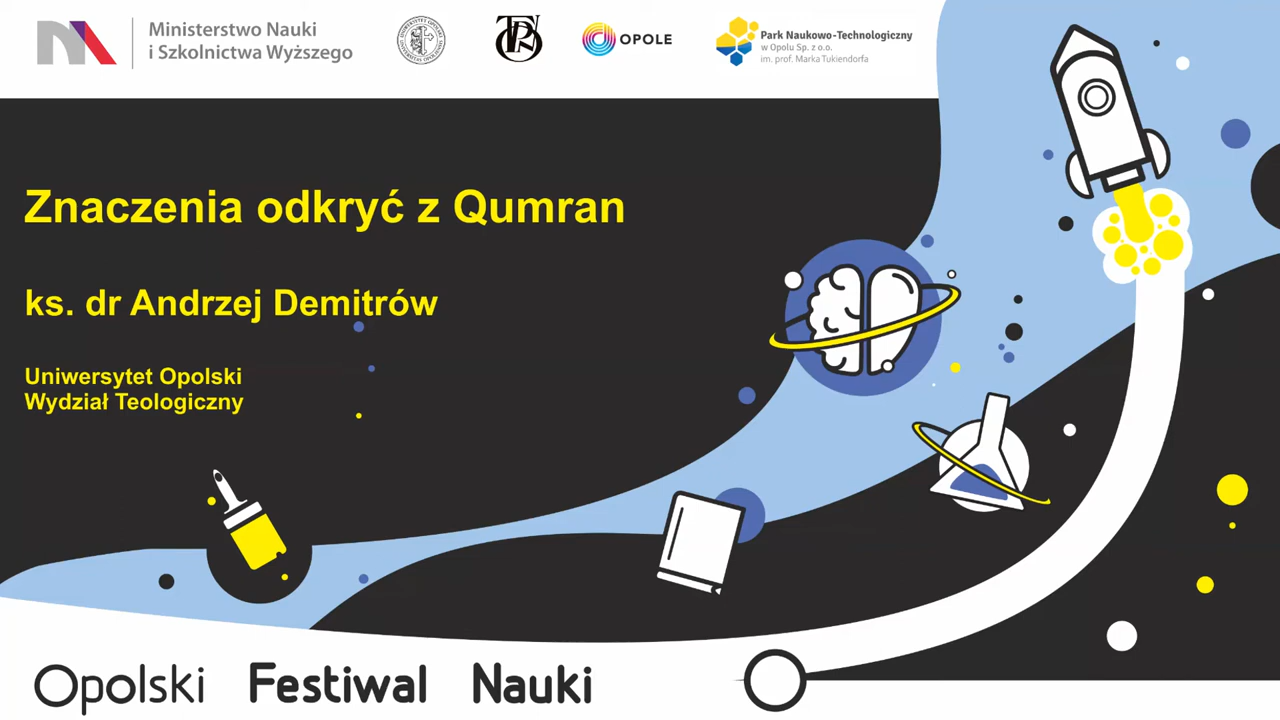 Ministerstwo Nauki
i Szkolnictwa Wyższego
OPOLE
Park Naukowo-Technologiczny
w Opolu Sp. z o.o.
im. prof. Marka Tukiendorfa
Znaczenia odkryć z Qumran
ks. dr Andrzej Demitrów
Uniwersytet Opolski
Wydział Teologiczny
Opolski Festiwal Nauki